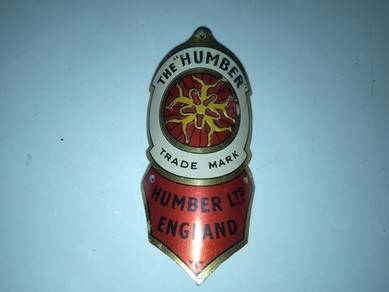 THE "HUMBER"
TRADE MARK
HUMBER LTD
ENGLAND